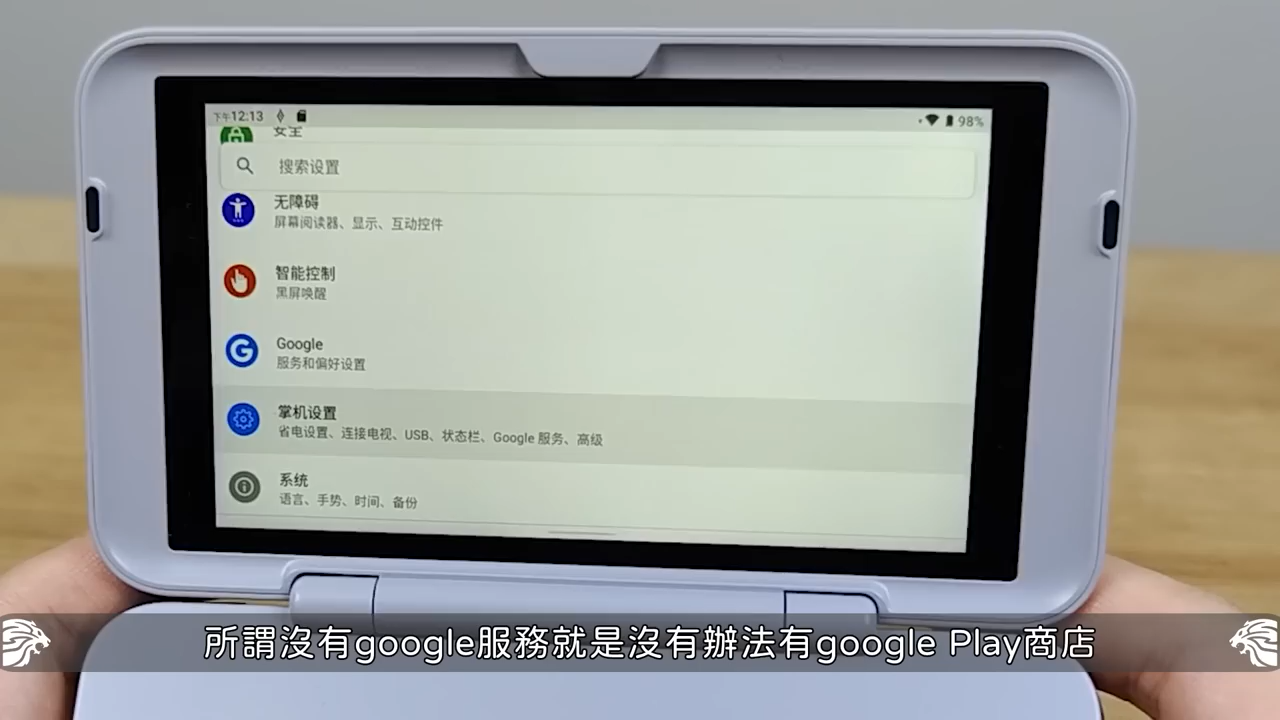 下午12:13
98%
安全
搜索设置
无障碍
屏幕阅读器、显示、互动控件
智能控制
黑屏唤醒
Google
服务和偏好设置
掌机设置
省电设置、连接电视、USB、状态栏、Google 服务、高级
系统
语言、手势、时间、备份
所謂沒有google服務就是沒有辦法有google Play商店